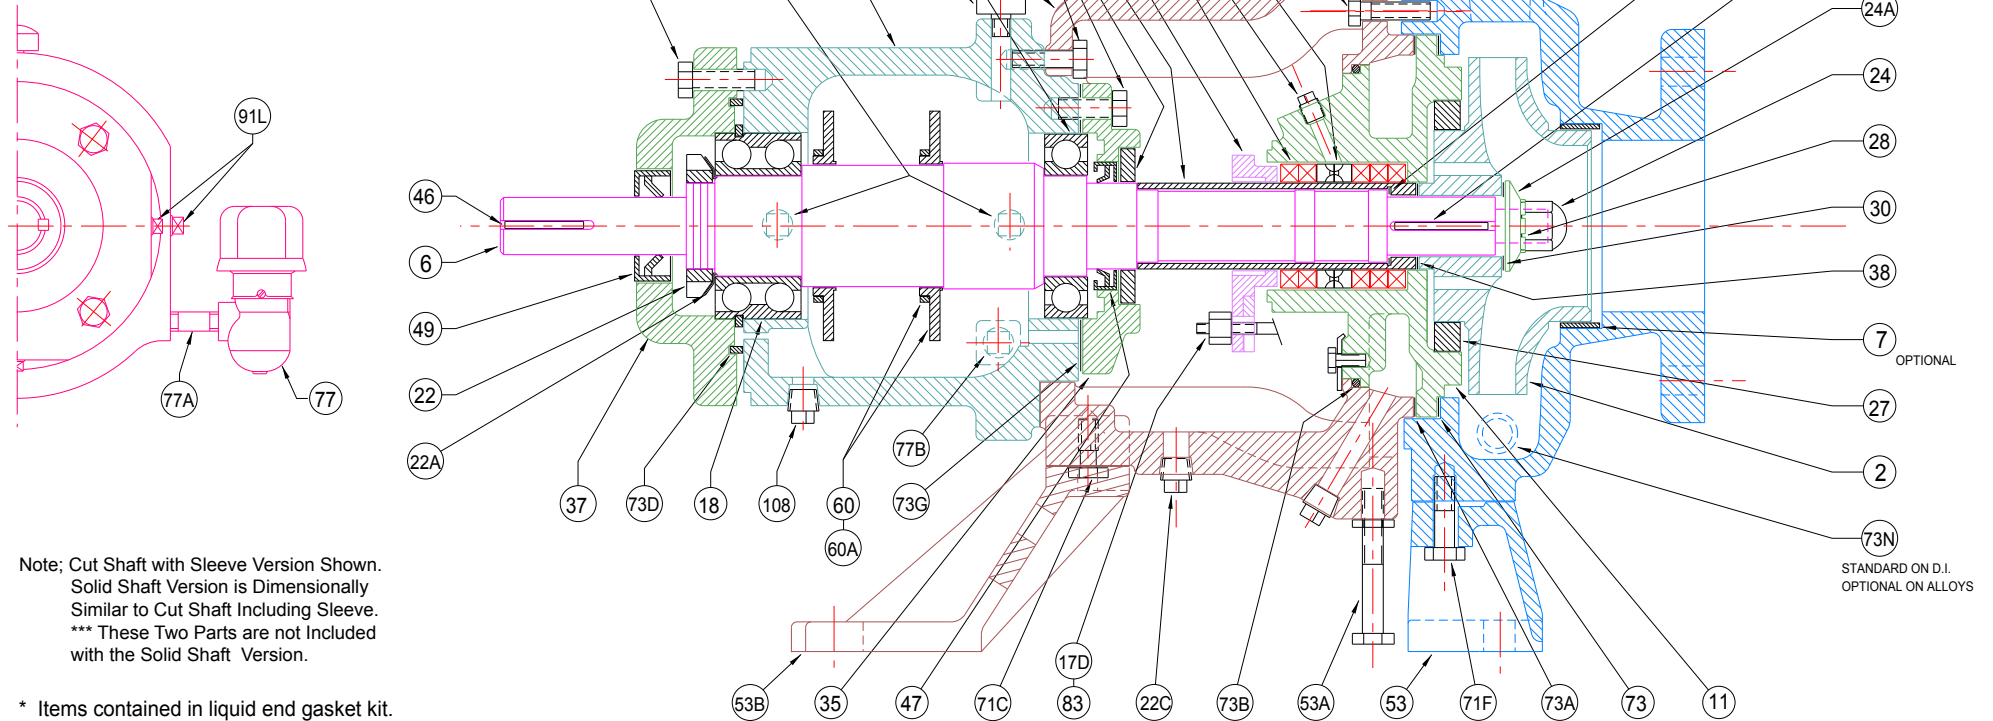 24A
24
28
30
38
7
OPTIONAL
27
2
73N
STANDARD ON D.I.
OPTIONAL ON ALLOYS
91L
77A
77
46
6
49
22
22A
37
73D
18
108
60
60A
77B
73G
53B
35
47
71C
17D
83
22C
73B
53A
53
71F
73A
73
11
Note; Cut Shaft with Sleeve Version Shown.
Solid Shaft Version is Dimensionally
Similar to Cut Shaft Including Sleeve.
*** These Two Parts are not Included
with the Solid Shaft Version.
* Items contained in liquid end gasket kit.